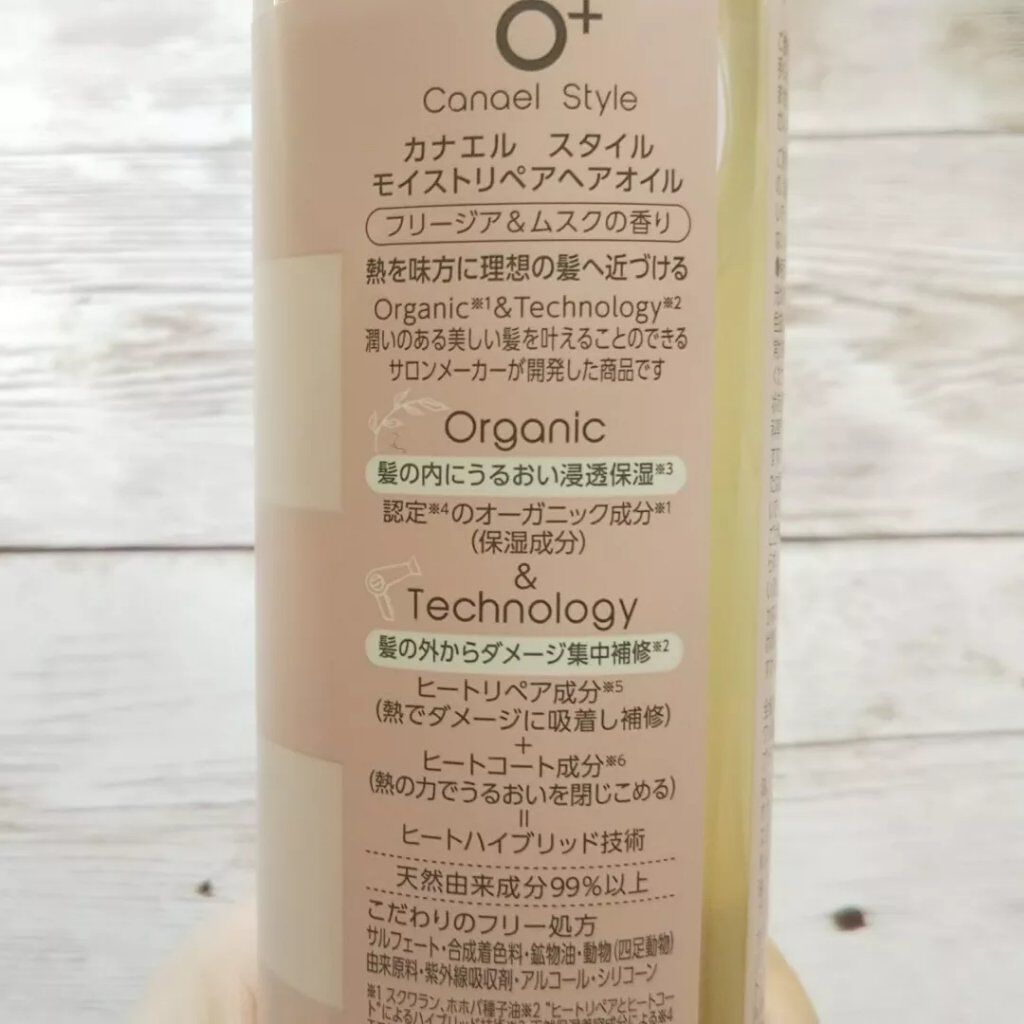 O+
Canael Style
カナエル スタイル
モイストリペアヘアオイル
フリージア&ムスクの香り
熱を味方に理想の髪へ近づける
Organic※1&Technology※2
潤いのある美しい髪を叶えることのできる
サロンメーカーが開発した商品です
Organic
髪の内にうるおい浸透保湿※3
認定※4のオーガニック成分※1
(保湿成分)
&
Technology
髪の外からダメージ集中補修※2
ヒートリペア成分※5
(熱でダメージに吸着し補修)
+
ヒートコート成分※6
(熱の力でうるおいを閉じこめる)
=
ヒートハイブリッド技術
天然由来成分99%以上
こだわりのフリー処方
サルフェート・合成着色料・鉱物油・動物(四足動物)
由来原料・紫外線吸収剤・アルコール・シリコーン
※1 スクワラン、ホホバ種子油※2 "ヒートリペアとヒートコー
ト"によるハイブリッド技術